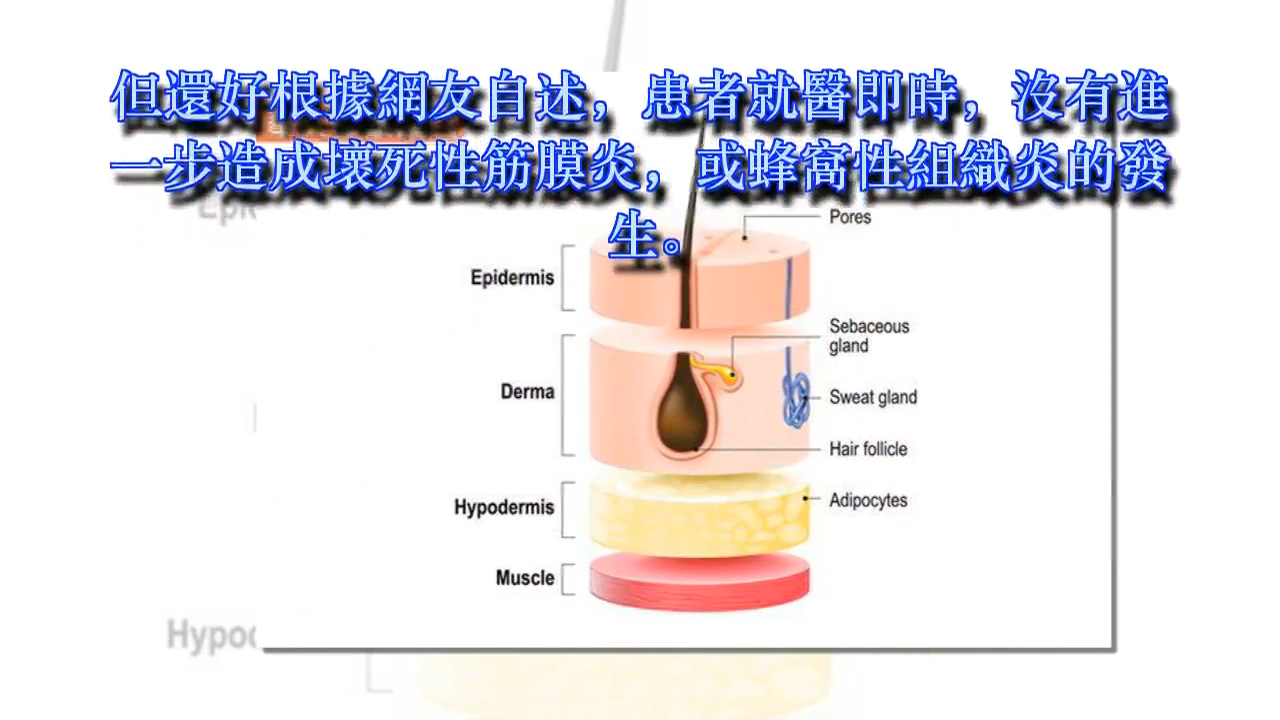 但還好根據網友自述，患者就醫即時，沒有進
一步造成壞死性筋膜炎，或蜂窩性組織炎的發
生。
Pores
Epidermis
Sebaceous
gland
Derma
Sweat gland
Hair follicle
Hypodermis
Adipocytes
Muscle
Hypo